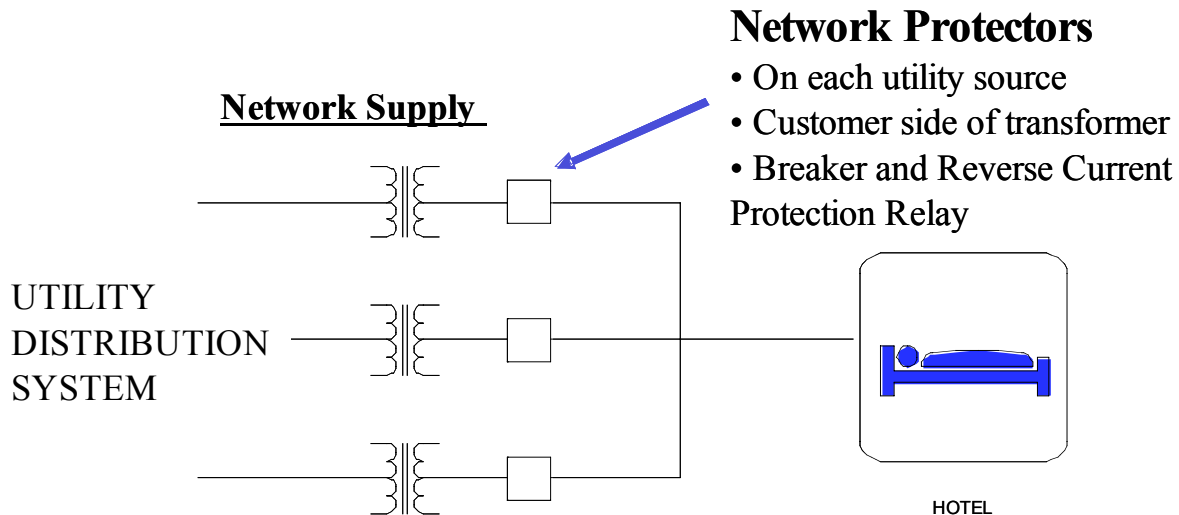 Network Protectors
• On each utility source
Network Supply
• Customer side of transformer
• Breaker and Reverse Current
Protection Relay
UTILITY
DISTRIBUTION
SYSTEM
HOTEL